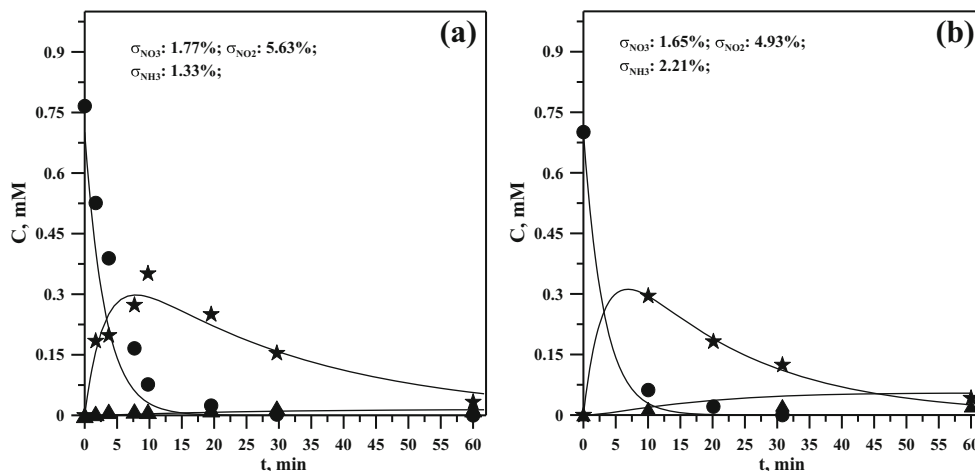 (a)
σNO3: 1.77%; σNO2: 5.63%;
σNH3: 1.33%;
0.9
0.75
0.6
0.45
0.3
0.15
0
C, mM
0 5 10 15 20 25 30 35 40 45 50 55 60
t, min
(b)
σNO3: 1.65%; σNO2: 4.93%;
σNH3: 2.21%;
0.9
0.75
0.6
0.45
0.3
0.15
0
C, mM
0 5 10 15 20 25 30 35 40 45 50 55 60
t, min